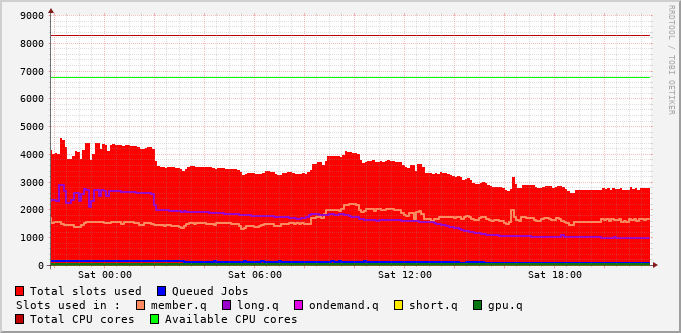 9000
8000
7000
6000
5000
4000
3000
2000
1000
0
Sat 00:00 Sat 06:00 Sat 12:00 Sat 18:00
RRDTOOL / TOBI OETIKER
Total slots used Queued Jobs
Slots used in : member.q long.q ondemand.q short.q gpu.q
Total CPU cores Available CPU cores